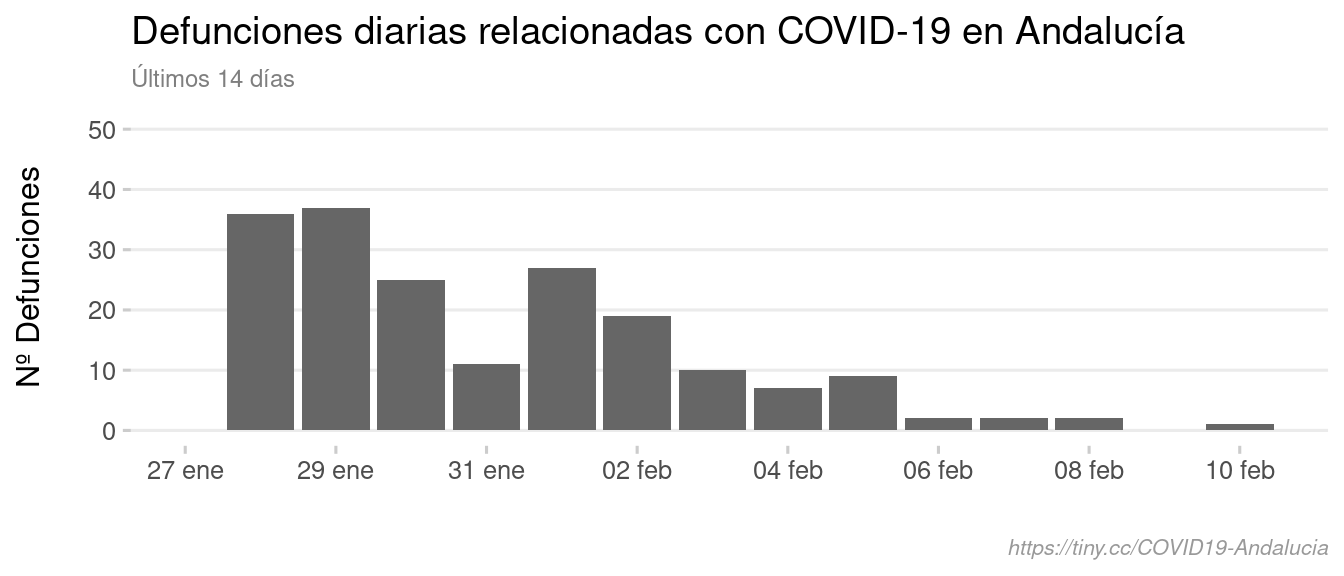 Defunciones diarias relacionadas con COVID-19 en Andalucía
Últimos 14 días
Nº Defunciones
50
40
30
20
10
0
27 ene 29 ene 31 ene 02 feb 04 feb 06 feb 08 feb 10 feb
https://tiny.cc/COVID19-Andalucia